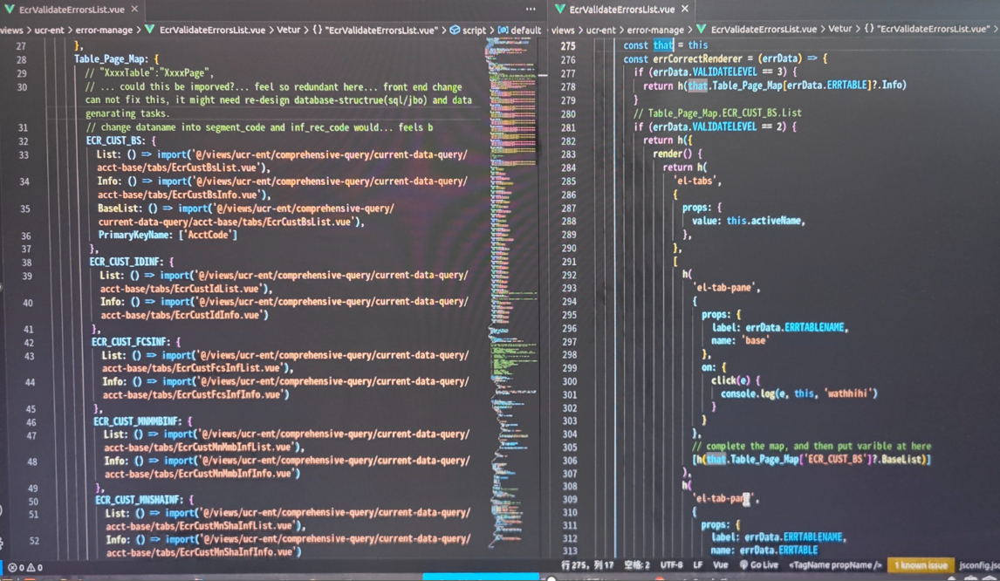 EcrValidateErrorsList.vue ×
views > ucr-ent > error-manage > EcrValidateErrorsList.vue > Vetur > {} "EcrValidateErrorsList.vue" > script > default
27 },
28 Table_Page_Map: {
29 // "XxxxTable":"XxxxPage",
30 // ... could this be imporved?... feel so redundant here... front end change
can not fix this, it might need re-design database-structrue(sql/jbo) and data
genarating tasks.
31 // change dataname into segment_code and inf_rec_code would... feels b
32 ECR_CUST_BS: {
33 List: () => import('@/views/ucr-ent/comprehensive-query/current-data-query/
acct-base/tabs/EcrCustBsList.vue'),
34 Info: () => import('@/views/ucr-ent/comprehensive-query/current-data-query/
acct-base/tabs/EcrCustBsInfo.vue'),
35 BaseList: () => import('@/views/ucr-ent/comprehensive-query/
current-data-query/acct-base/tabs/EcrCustBsList.vue'),
36 PrimaryKeyName: ['AcctCode']
37 },
38 ECR_CUST_IDINF: {
39 List: () => import('@/views/ucr-ent/comprehensive-query/current-data-query/
acct-base/tabs/EcrCustIdList.vue'),
40 Info: () => import('@/views/ucr-ent/comprehensive-query/current-data-query/
acct-base/tabs/EcrCustIdInfo.vue')
41 },
42 ECR_CUST_FCSINF: {
43 List: () => import('@/views/ucr-ent/comprehensive-query/current-data-query/
acct-base/tabs/EcrCustFcsInfList.vue'),
44 Info: () => import('@/views/ucr-ent/comprehensive-query/current-data-query/
acct-base/tabs/EcrCustFcsInfInfo.vue')
45 },
46 ECR_CUST_MNMMBINF: {
47 List: () => import('@/views/ucr-ent/comprehensive-query/current-data-query/
acct-base/tabs/EcrCustMnMmbInfList.vue'),
48 Info: () => import('@/views/ucr-ent/comprehensive-query/current-data-query/
acct-base/tabs/EcrCustMnMmbInfInfo.vue')
49 },
50 ECR_CUST_MNSHAINF: {
51 List: () => import('@/views/ucr-ent/comprehensive-query/current-data-query/
acct-base/tabs/EcrCustMnShaInfList.vue'),
52 Info: () => import('@/views/ucr-ent/comprehensive-query/current-data-query/
acct-base/tabs/EcrCustMnShaInfInfo.vue')
EcrValidateErrorsList.vue ×
views > ucr-ent > error-manage > EcrValidateErrorsList.vue > Vetur > {} "EcrValidateErrorsList.vue" >
275 const that = this
276 const errCorrectRenderer = (errData) => {
277 if (errData.VALIDATELEVEL == 3) {
278 return h(that.Table_Page_Map[errData.ERRTABLE]?.Info)
279 }
280 // Table_Page_Map.ECR_CUST_BS.List
281 if (errData.VALIDATELEVEL == 2) {
282 return h({
283 render() {
284 return h(
285 'el-tabs',
286 {
287 props: {
288 value: this.activeName,
289 },
290 },
291 [
292 h(
293 'el-tab-pane',
294 {
295 props: {
296 label: errData.ERRTABLENAME,
297 name: 'base'
298 },
299 on: {
300 click(e) {
301 console.log(e, this, 'wathhihi')
302 }
303 }
304 },
305 // complete the map, and then put varible at here
306 [h(that.Table_Page_Map['ECR_CUST_BS']?.BaseList)]
307 ),
308 h(
309 'el-tab-pane',
310 {
311 props: {
312 label: errData.ERRTABLENAME,
313 name: errData.ERRTABLE
0 0 行 275，列 17 空格: 2 UTF-8 LF Vue Go Live <TagName propName /> 1 known issue jsconfig.js